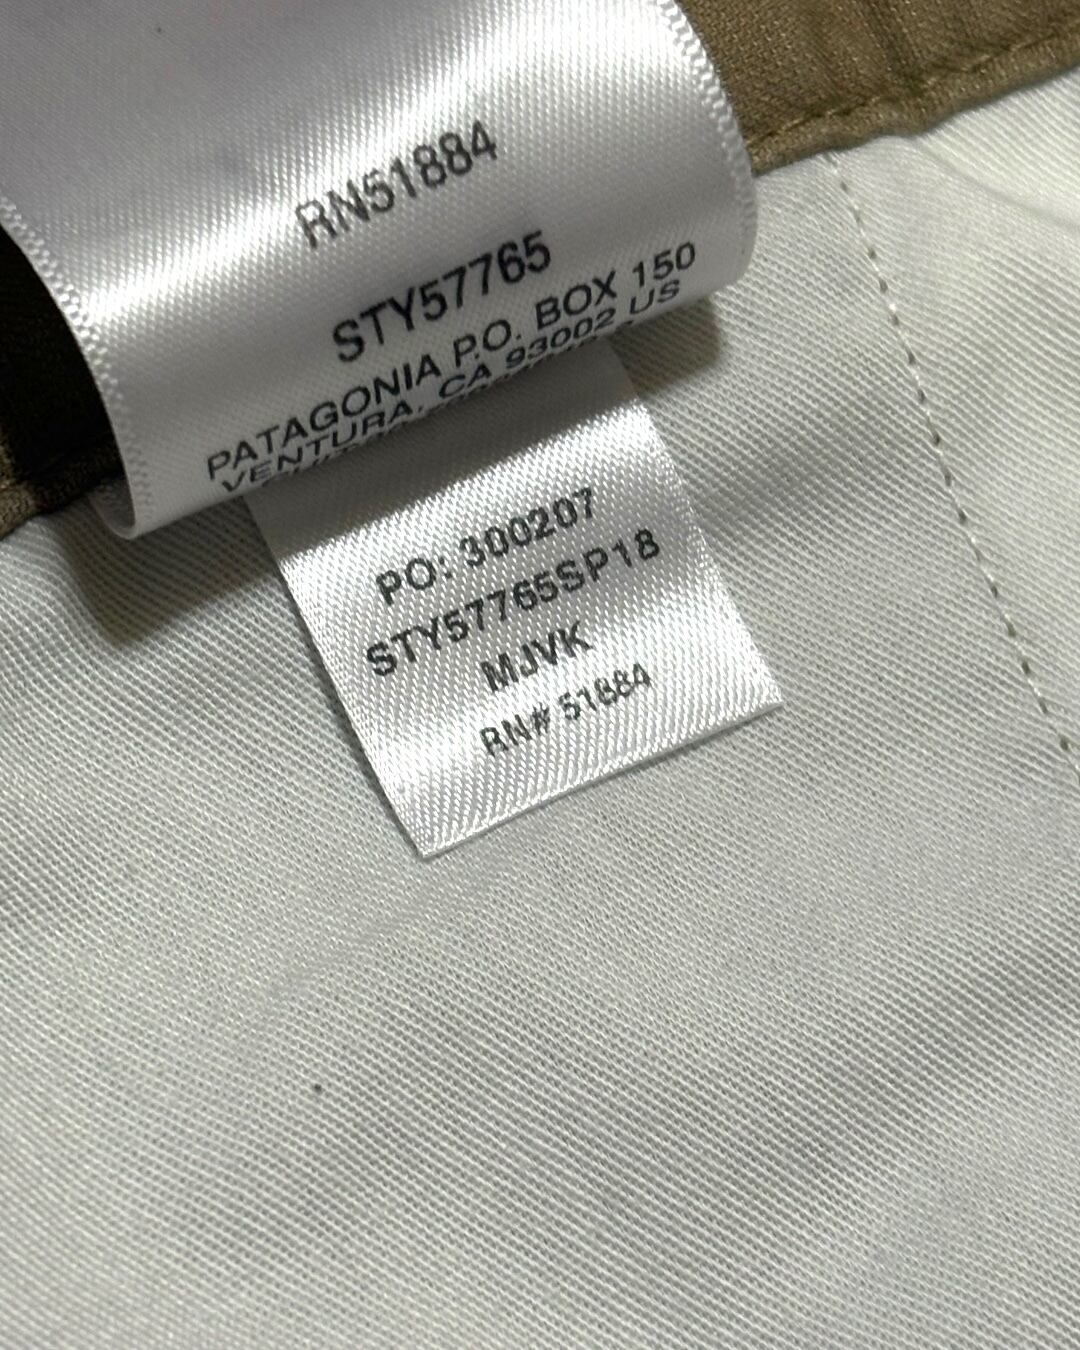 RN51884
STY57765
PATAGONIA P.O. BOX 150
VENTURA, CA 93002 US
PO: 300207
STY57765SP18
MJVK
RN# 51884